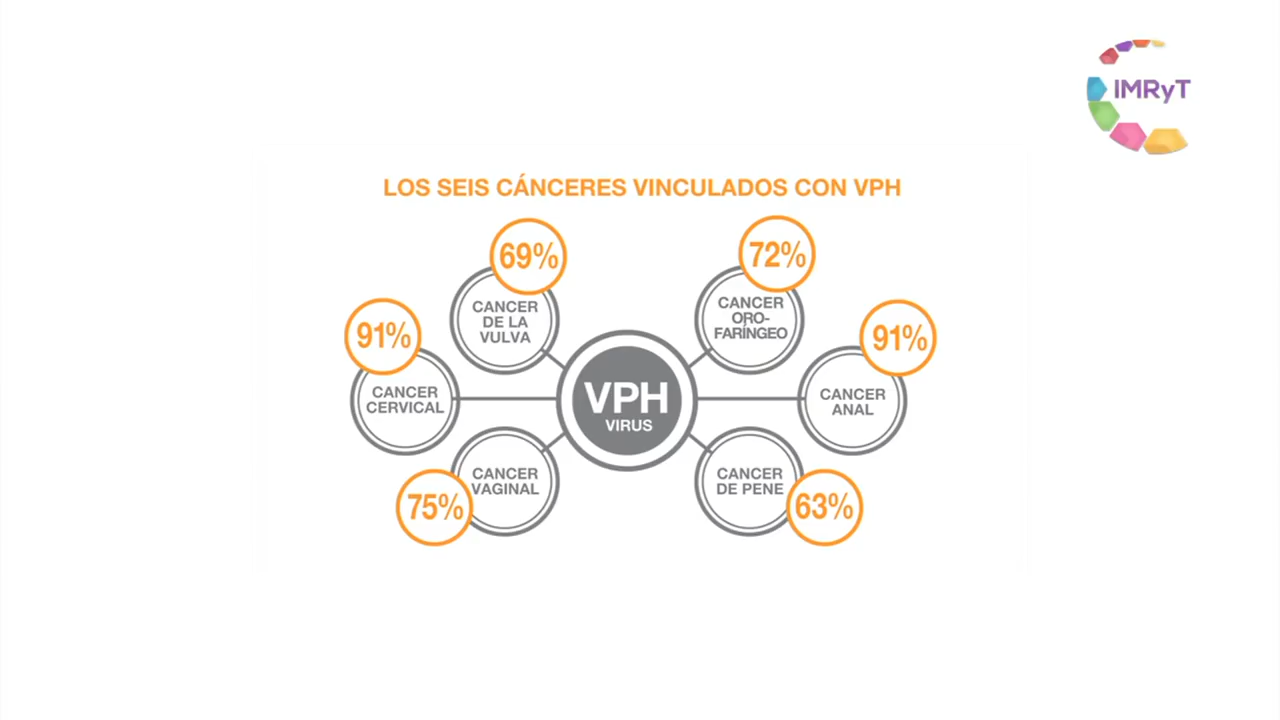 IMRyT
LOS SEIS CÁNCERES VINCULADOS CON VPH
69%
CANCER
DE LA
VULVA
72%
CANCER
ORO-
FARÍNGEO
91%
CANCER
CERVICAL
VPH
VIRUS
91%
CANCER
ANAL
75%
CANCER
VAGINAL
CANCER
DE PENE
63%